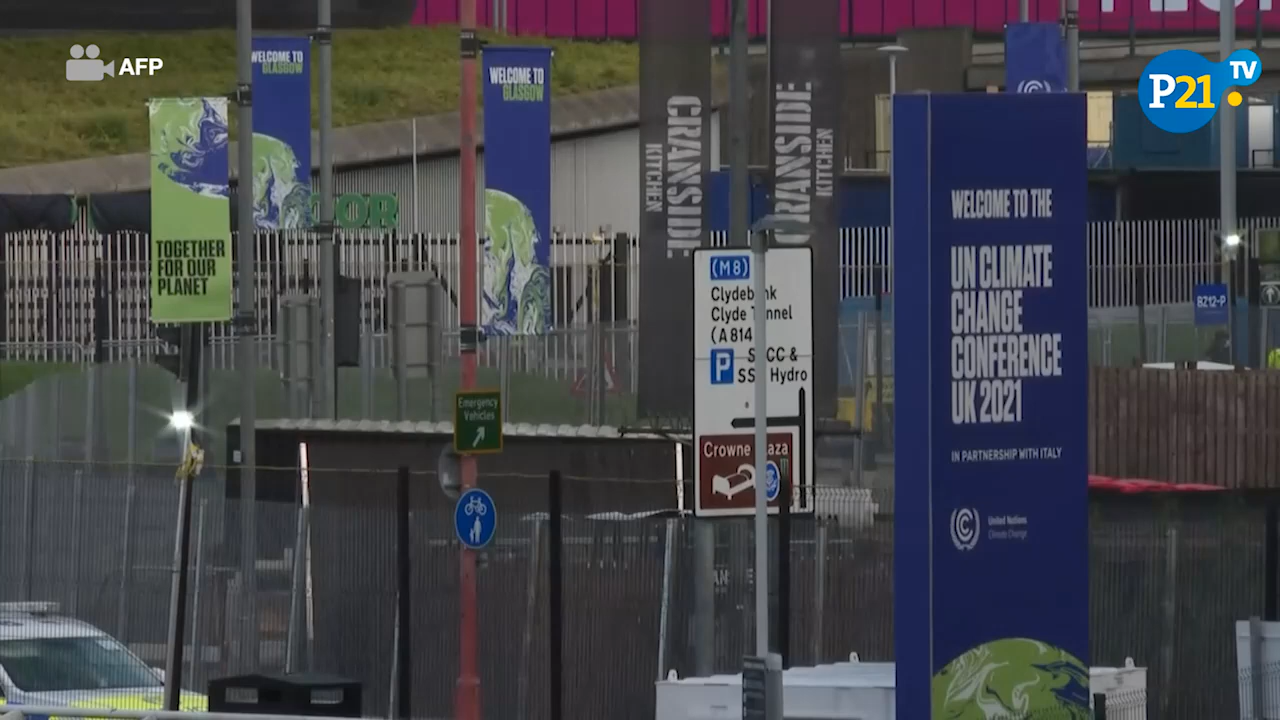 AFP
P21
TV
WELCOME TO
GLASGOW
WELCOME TO
GLASGOW
TOGETHER
FOR OUR
PLANET
CRANSIDE
KITCHEN
CRANSIDE
KITCHEN
(M8)
Clydebank
Clyde Tunnel
(A 814
P
SECC &
SSE Hydro
Crowne Plaza
Emergency
Vehicles
WELCOME TO THE
UN CLIMATE
CHANGE
CONFERENCE
UK 2021
IN PARTNERSHIP WITH ITALY
United Nations
Climate Change
BZ12-P